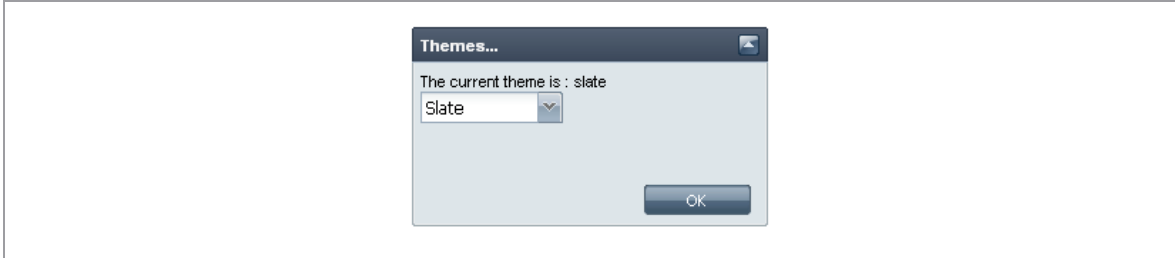 Themes...
The current theme is : slate
Slate
OK